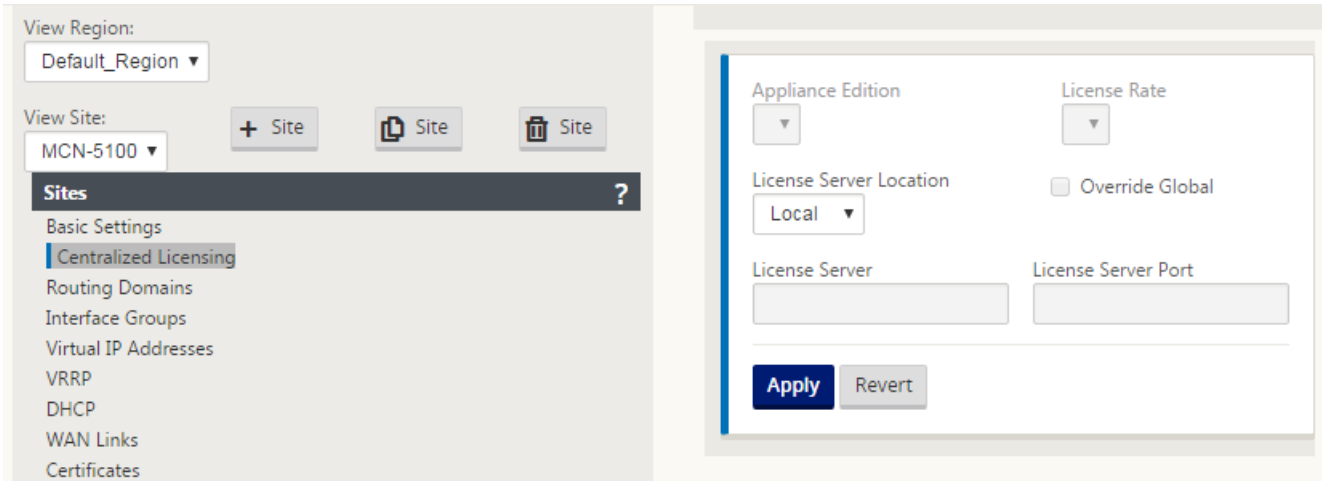 View Region:
Default_Region
View Site:
MCN-5100
+ Site
Site
Site
Sites ?
Basic Settings
Centralized Licensing
Routing Domains
Interface Groups
Virtual IP Addresses
VRRP
DHCP
WAN Links
Certificates
Appliance Edition License Rate
License Server Location Override Global
Local
License Server License Server Port
Apply Revert